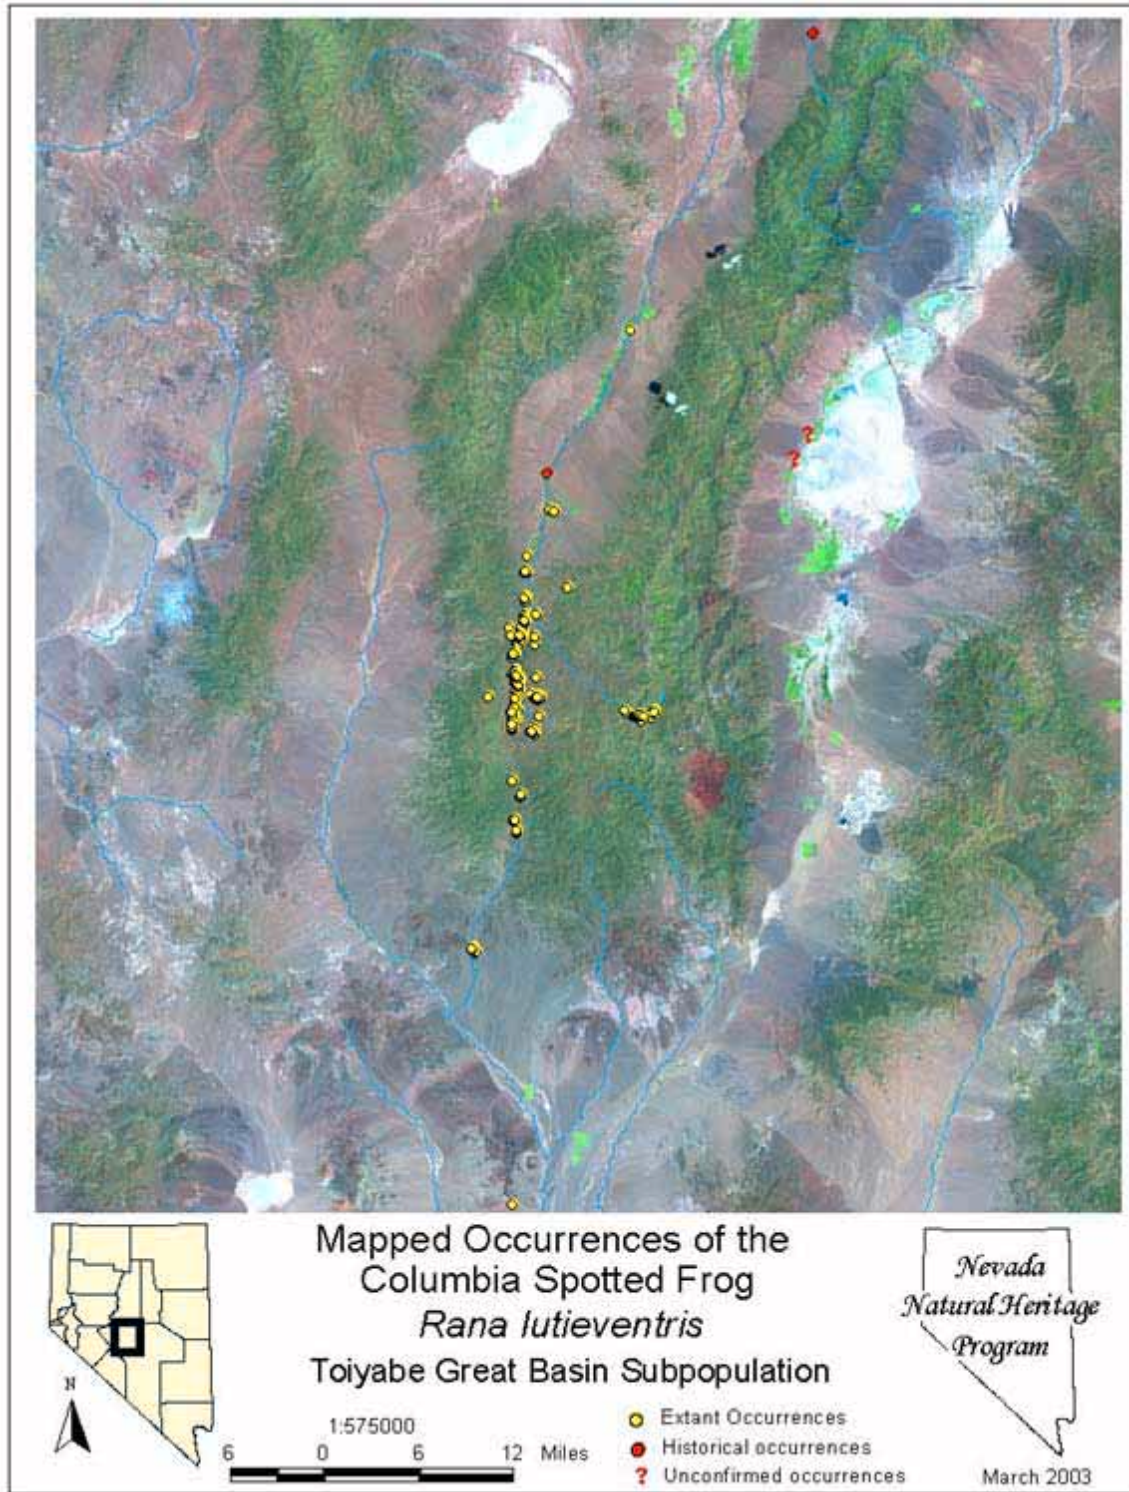 Mapped Occurrences of the
Columbia Spotted Frog
Rana lutieventris
Toiyabe Great Basin Subpopulation
Nevada
Natural Heritage
Program
N
1:575000
6 0 6 12 Miles
Extant Occurrences
Historical occurrences
? Unconfirmed occurrences
March 2003
?
?